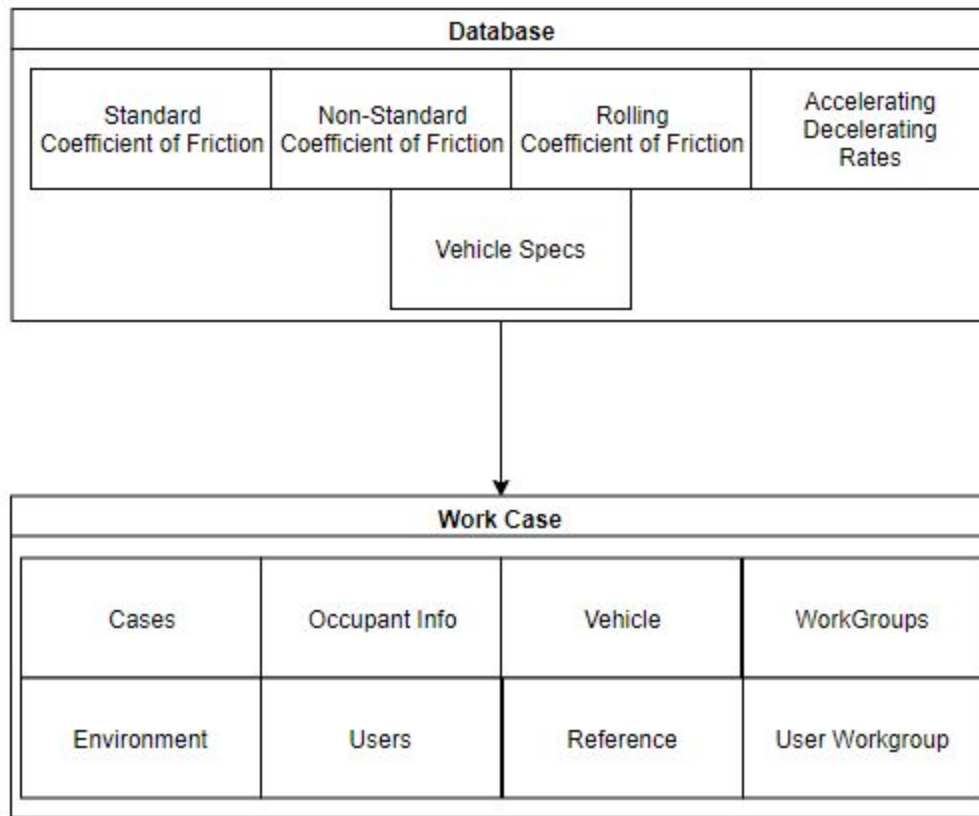 Database
Standard
Coefficient of Friction
Non-Standard
Coefficient of Friction
Rolling
Coefficient of Friction
Accelerating
Decelerating
Rates
Vehicle Specs
Work Case
Cases
Occupant Info
Vehicle
WorkGroups
Environment
Users
Reference
User Workgroup